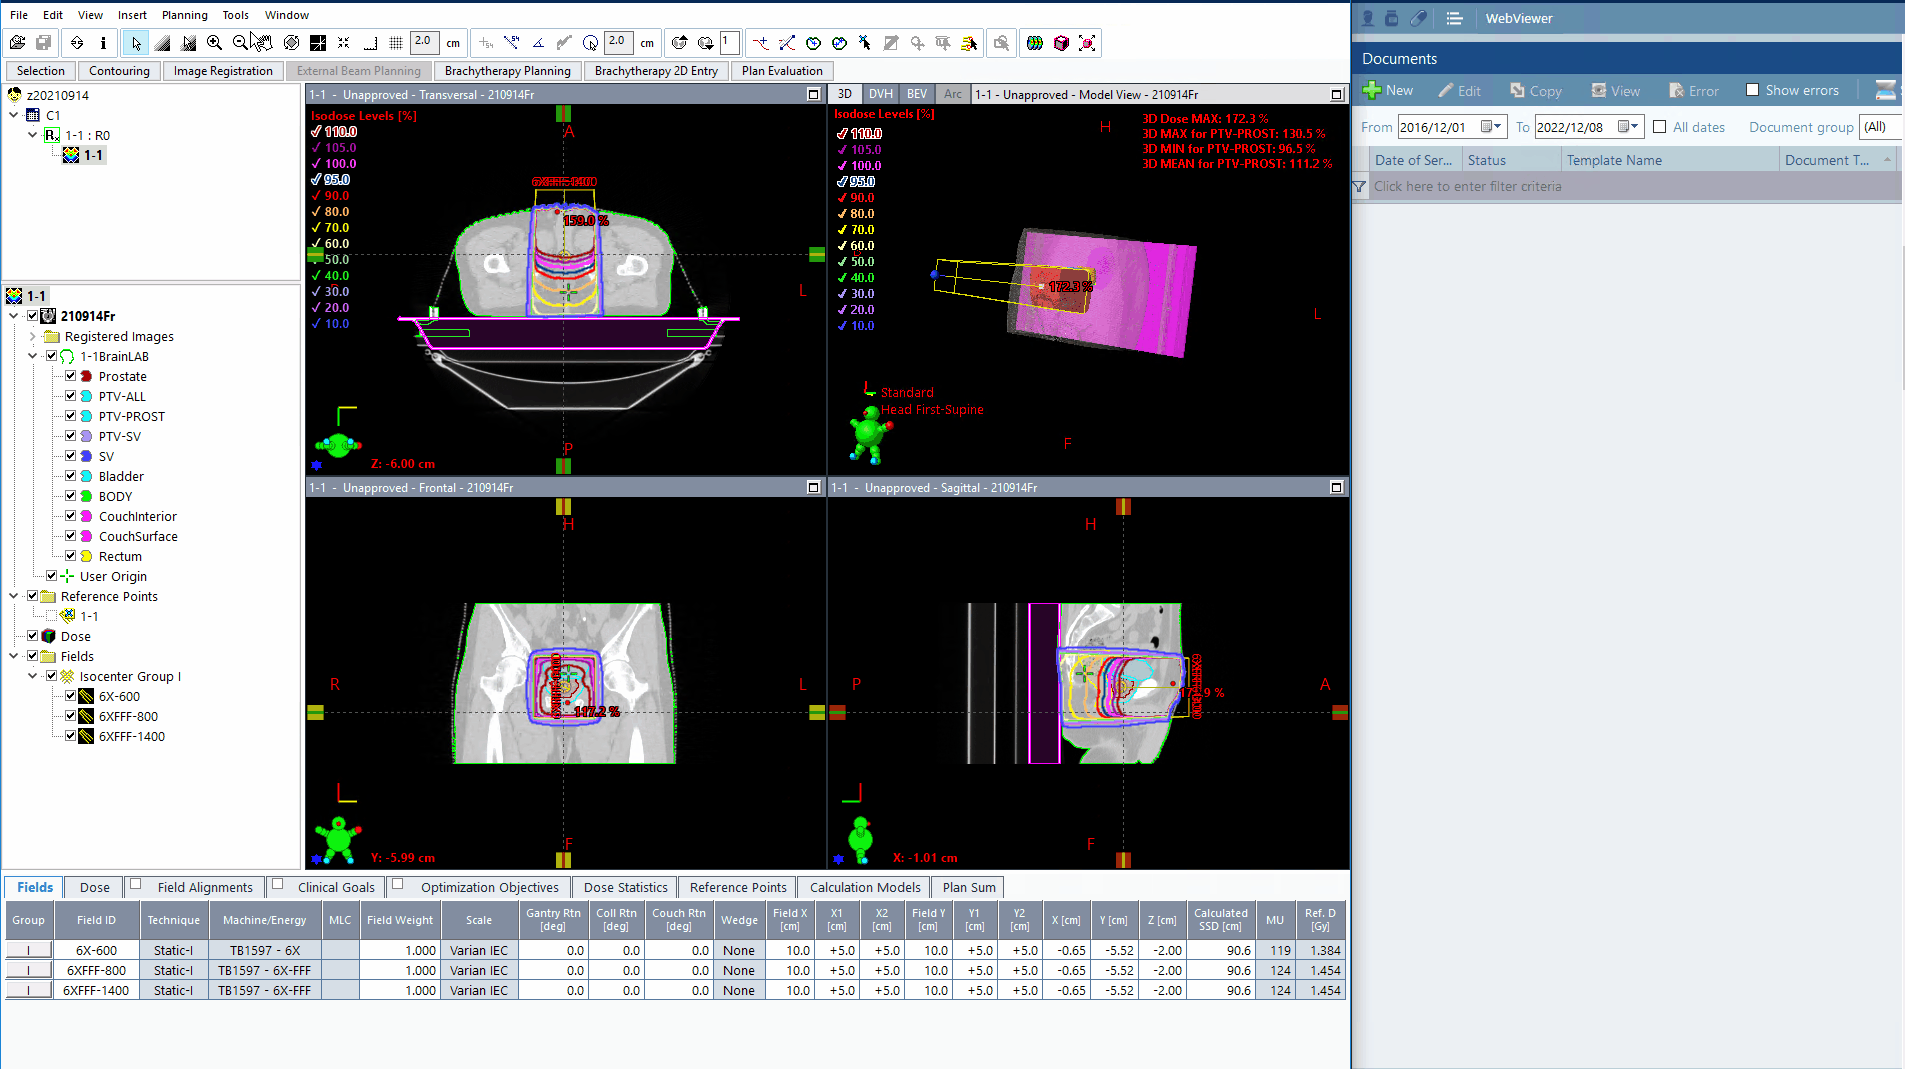 File Edit View Insert Planning Tools Window
2.0 cm 2.0 cm 1
Selection Contouring Image Registration External Beam Planning Brachytherapy Planning Brachytherapy 2D Entry Plan Evaluation
z20210914
C1
1-1 : R0
1-1
1-1
210914Fr
Registered Images
1-1BrainLAB
Prostate
PTV-ALL
PTV-PROST
PTV-SV
SV
Bladder
BODY
CouchInterior
CouchSurface
Rectum
User Origin
Reference Points
1-1
Dose
Fields
Isocenter Group I
6X-600
6XFFF-800
6XFFF-1400
1-1 - Unapproved - Transversal - 210914Fr
Isodose Levels [%]
110.0
105.0
100.0
95.0
90.0
80.0
70.0
60.0
50.0
40.0
30.0
20.0
10.0
A
159.0 %
L
P
Z: -6.00 cm
3D DVH BEV Arc 1-1 - Unapproved - Model View - 210914Fr
Isodose Levels [%]
110.0
105.0
100.0
95.0
90.0
80.0
70.0
60.0
50.0
40.0
30.0
20.0
10.0
H
3D Dose MAX: 172.3 %
3D MAX for PTV-PROST: 130.5 %
3D MIN for PTV-PROST: 96.5 %
3D MEAN for PTV-PROST: 111.2 %
172.3 %
L
Standard
Head First-Supine
F
1-1 - Unapproved - Frontal - 210914Fr
H
R
L
117.2 %
F
Y: -5.99 cm
1-1 - Unapproved - Sagittal - 210914Fr
H
P
A
F
X: -1.01 cm
Fields Dose Field Alignments Clinical Goals Optimization Objectives Dose Statistics Reference Points Calculation Models Plan Sum
Group Field ID Technique Machine/Energy MLC Field Weight Scale Gantry Rtn [deg] Coll Rtn [deg] Couch Rtn [deg] Wedge Field X [cm] X1 [cm] X2 [cm] Field Y [cm] Y1 [cm] Y2 [cm] X [cm] Y [cm] Z [cm] Calculated SSD [cm] MU Ref. D [Gy]
I 6X-600 Static-I TB1597 - 6X 1.000 Varian IEC 0.0 0.0 0.0 None 10.0 +5.0 +5.0 10.0 +5.0 +5.0 -0.65 -5.52 -2.00 90.6 119 1.384
I 6XFFF-800 Static-I TB1597 - 6X-FFF 1.000 Varian IEC 0.0 0.0 0.0 None 10.0 +5.0 +5.0 10.0 +5.0 +5.0 -0.65 -5.52 -2.00 90.6 124 1.454
I 6XFFF-1400 Static-I TB1597 - 6X-FFF 1.000 Varian IEC 0.0 0.0 0.0 None 10.0 +5.0 +5.0 10.0 +5.0 +5.0 -0.65 -5.52 -2.00 90.6 124 1.454
WebViewer
Documents
New Edit Copy View Error Show errors
From 2016/12/01 To 2022/12/08 All dates Document group (All)
Date of Ser... Status Template Name Document T...
Click here to enter filter criteria